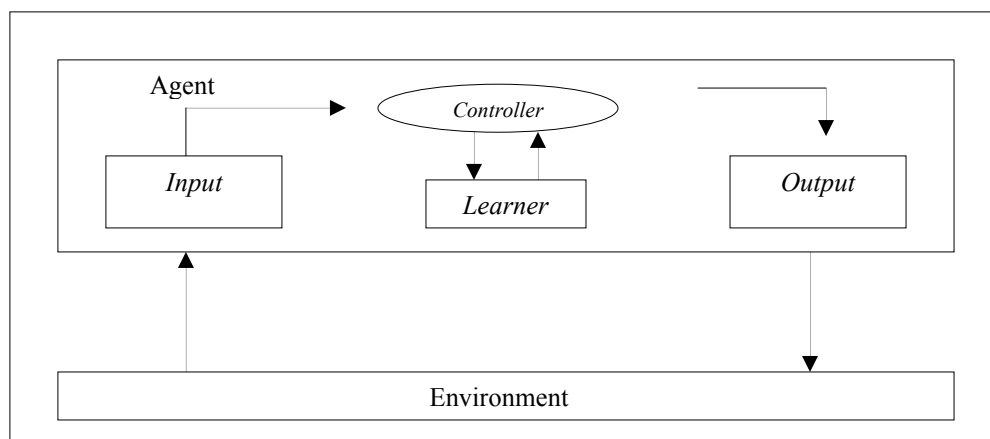 Agent
Controller
Input
Learner
Output
Environment